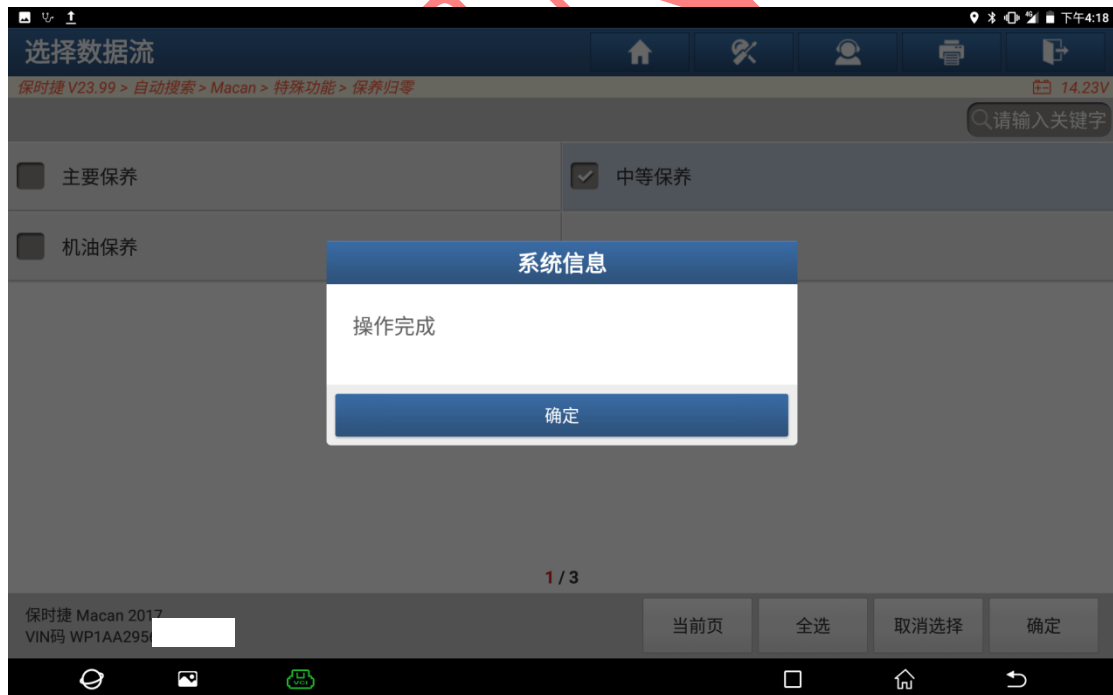 下午4:18
选择数据流
保时捷 V23.99 > 自动搜索 > Macan > 特殊功能 > 保养归零
14.23V
请输入关键字
主要保养
中等保养
机油保养
系统信息
操作完成
确定
1 / 3
保时捷 Macan 2017
VIN码 WP1AA295
当前页
全选
取消选择
确定
VCI